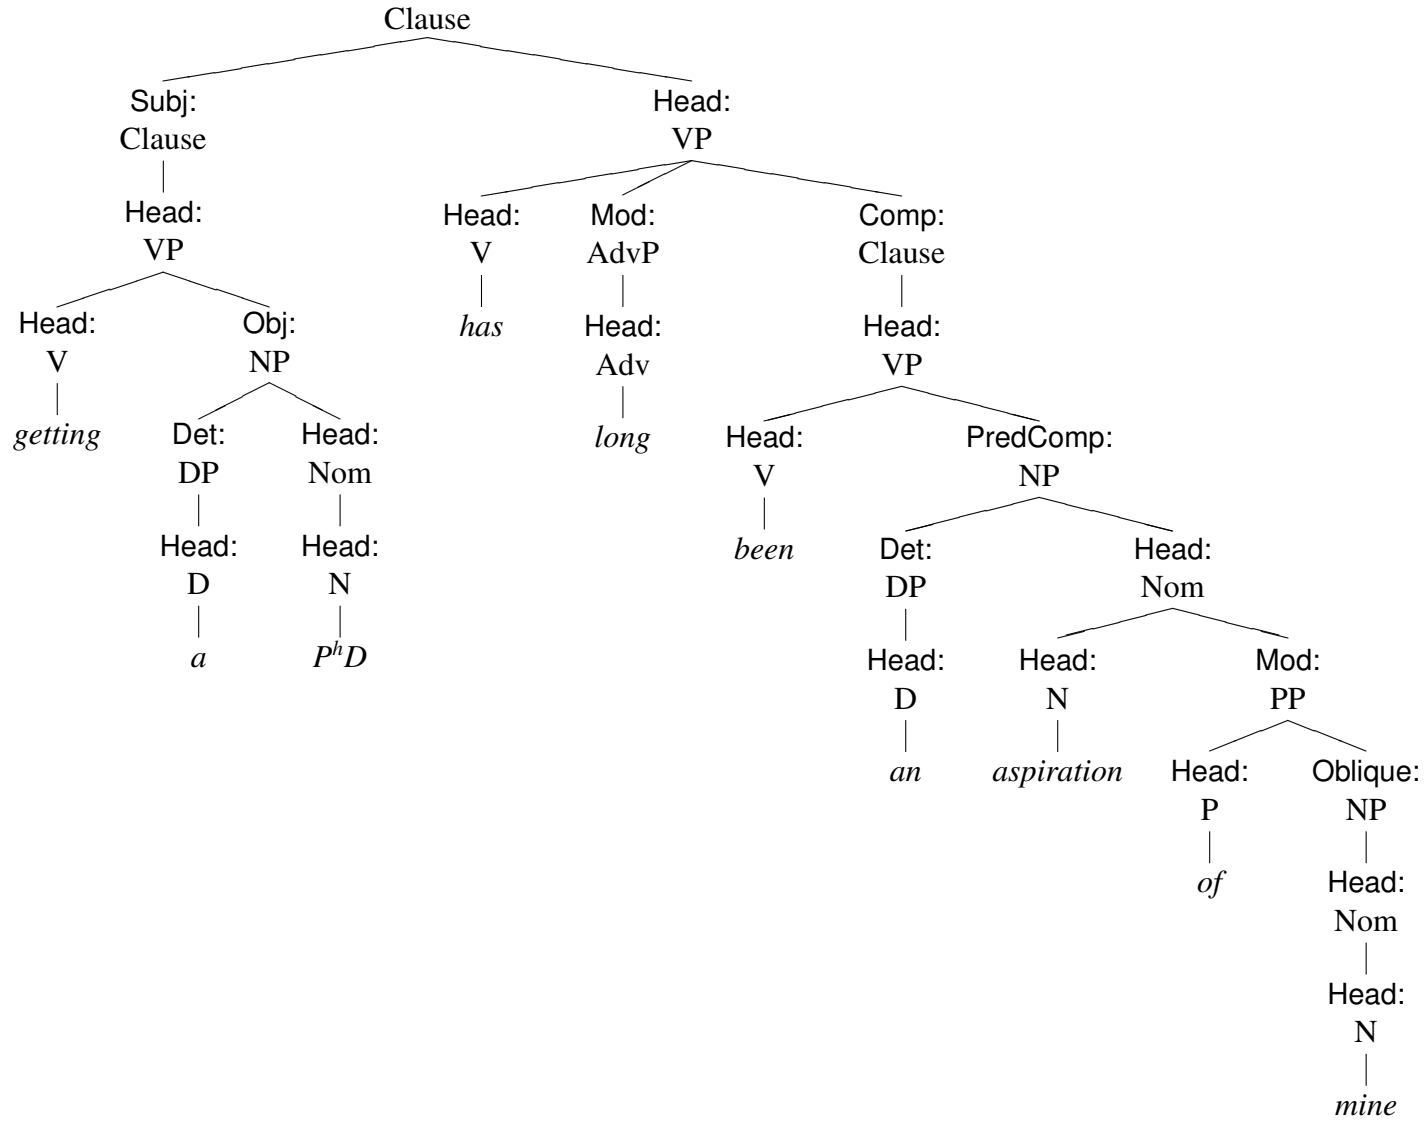 Clause
Subj: Head:
Clause VP
Head: Head: Mod: Comp:
VP V AdvP Clause
Head: Obj: has Head: Head:
V NP Adv VP
getting Det: Head: long Head: PredComp:
DP Nom V NP
Head: Head: been Det: Head:
D N DP Nom
a PʰD Head: Head: Mod:
D N PP
an aspiration Head: Oblique:
P NP
of Head:
Nom
Head:
N
mine